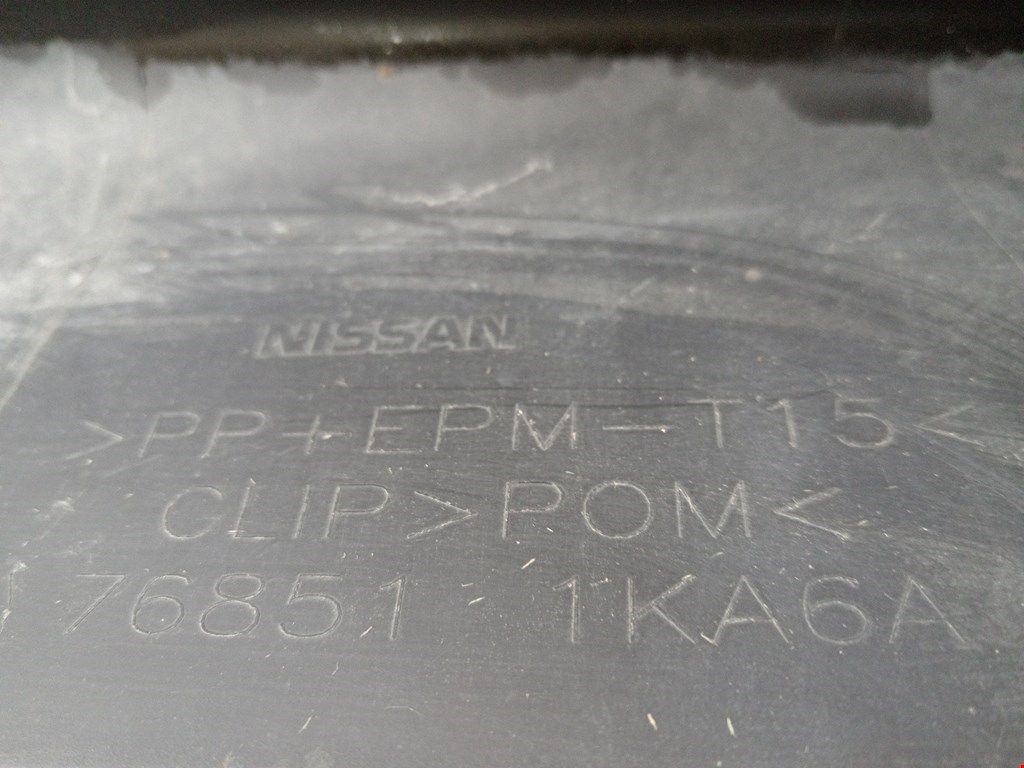 NISSAN
>PP+EPM-T15<
CLIP>POM<
76851 1KA6A